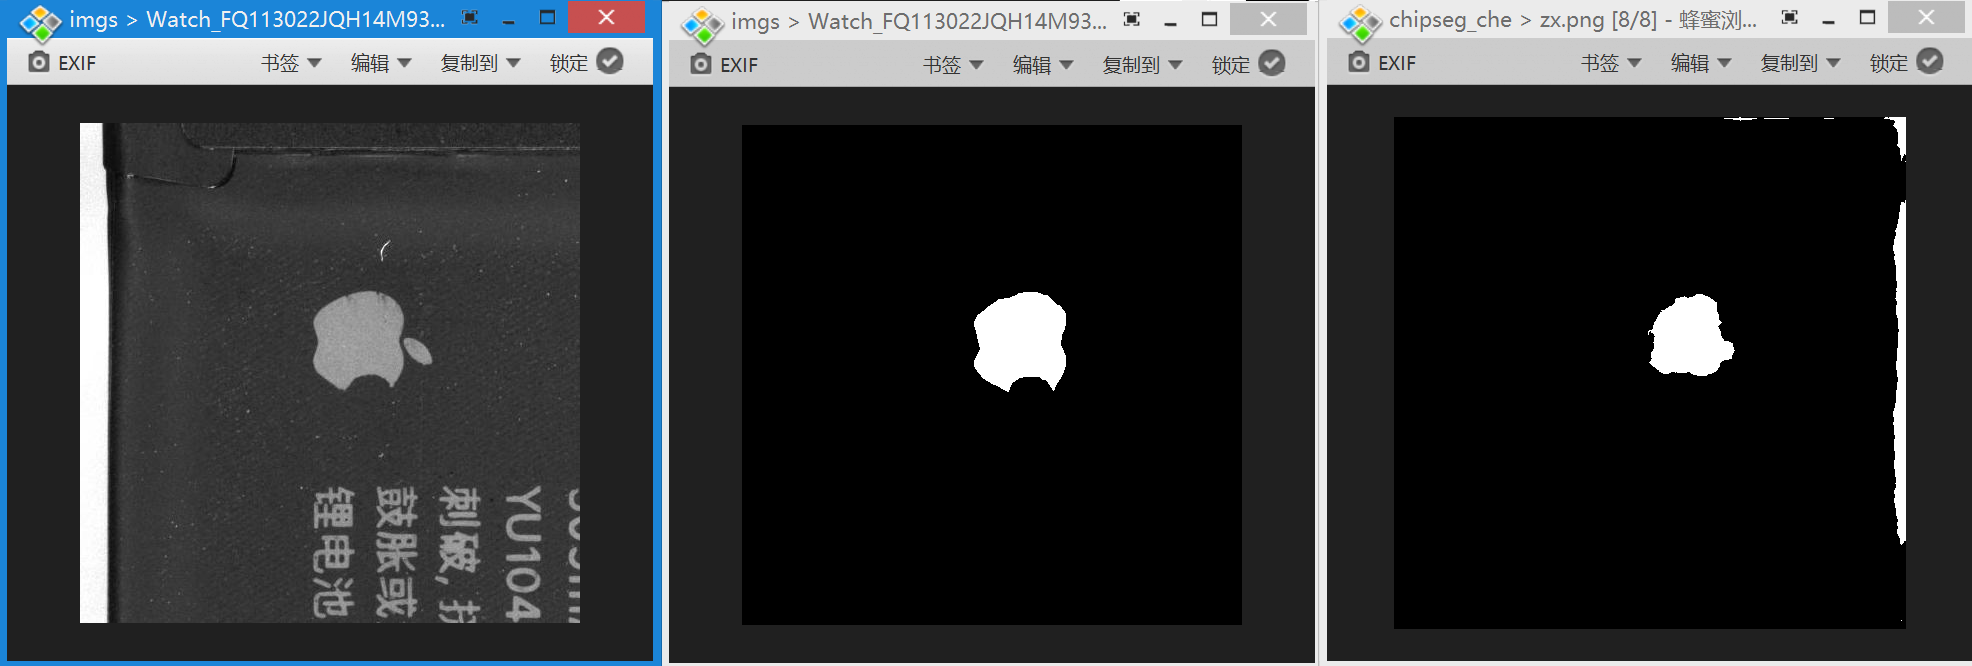 imgs > Watch_FQ113022JQH14M93...
EXIF 书签 编辑 复制到 锁定
锂电池
鼓胀或
刺破,
YU104
imgs > Watch_FQ113022JQH14M93...
EXIF 书签 编辑 复制到 锁定
chipseg_che > zx.png [8/8] - 蜂蜜浏...
EXIF 书签 编辑 复制到 锁定